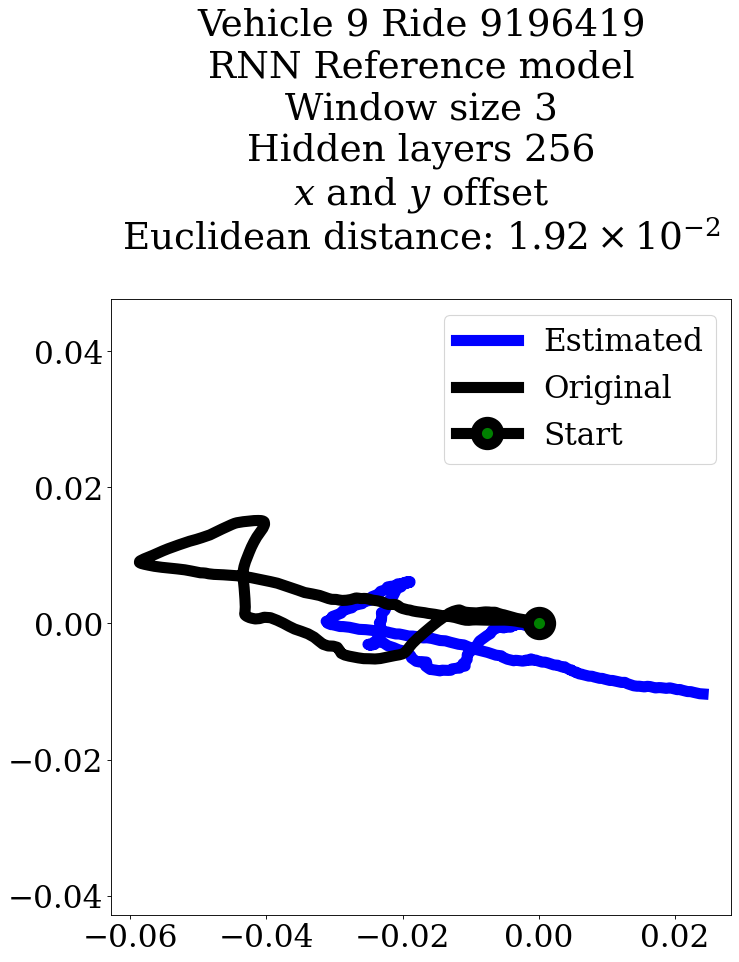 Vehicle 9 Ride 9196419
RNN Reference model
Window size 3
Hidden layers 256
x and y offset
Euclidean distance: 1.92 × 10⁻²
Estimated
Original
Start
0.04
0.02
0.00
−0.02
−0.04
−0.06 −0.04 −0.02 0.00 0.02